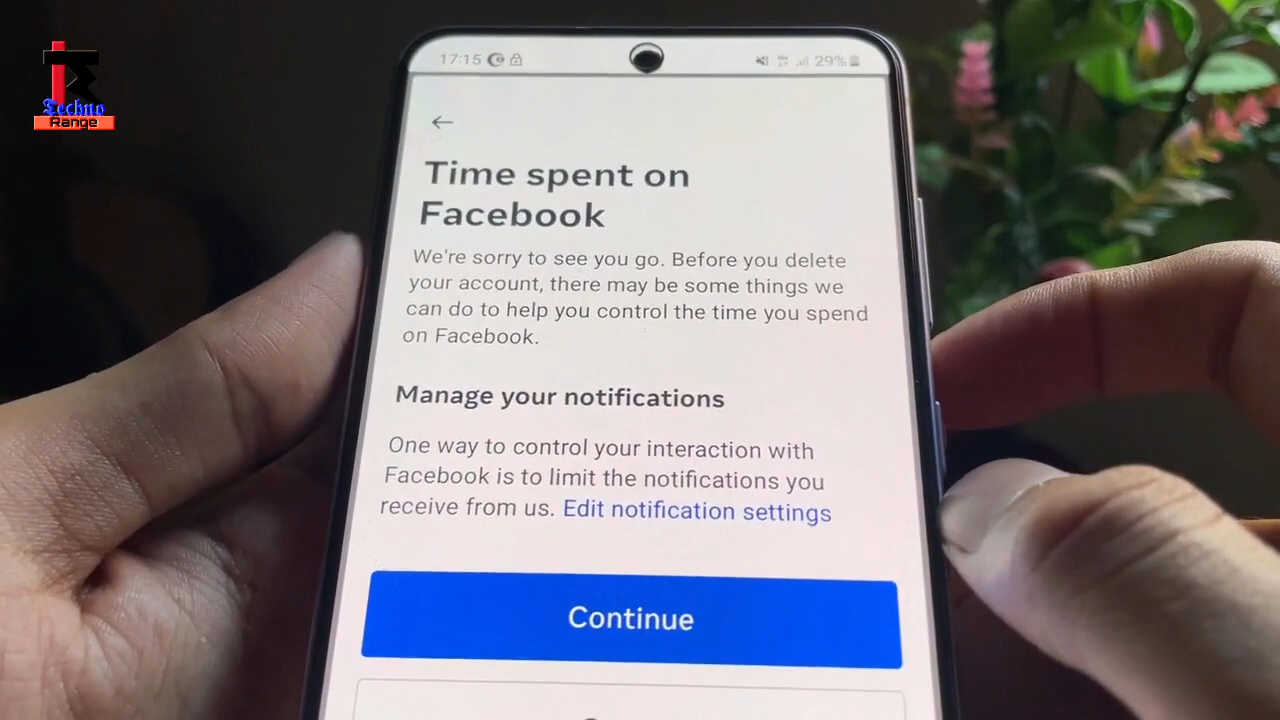 Techno
Range
17:15
29%
Time spent on
Facebook
We're sorry to see you go. Before you delete
your account, there may be some things we
can do to help you control the time you spend
on Facebook.
Manage your notifications
One way to control your interaction with
Facebook is to limit the notifications you
receive from us. Edit notification settings
Continue